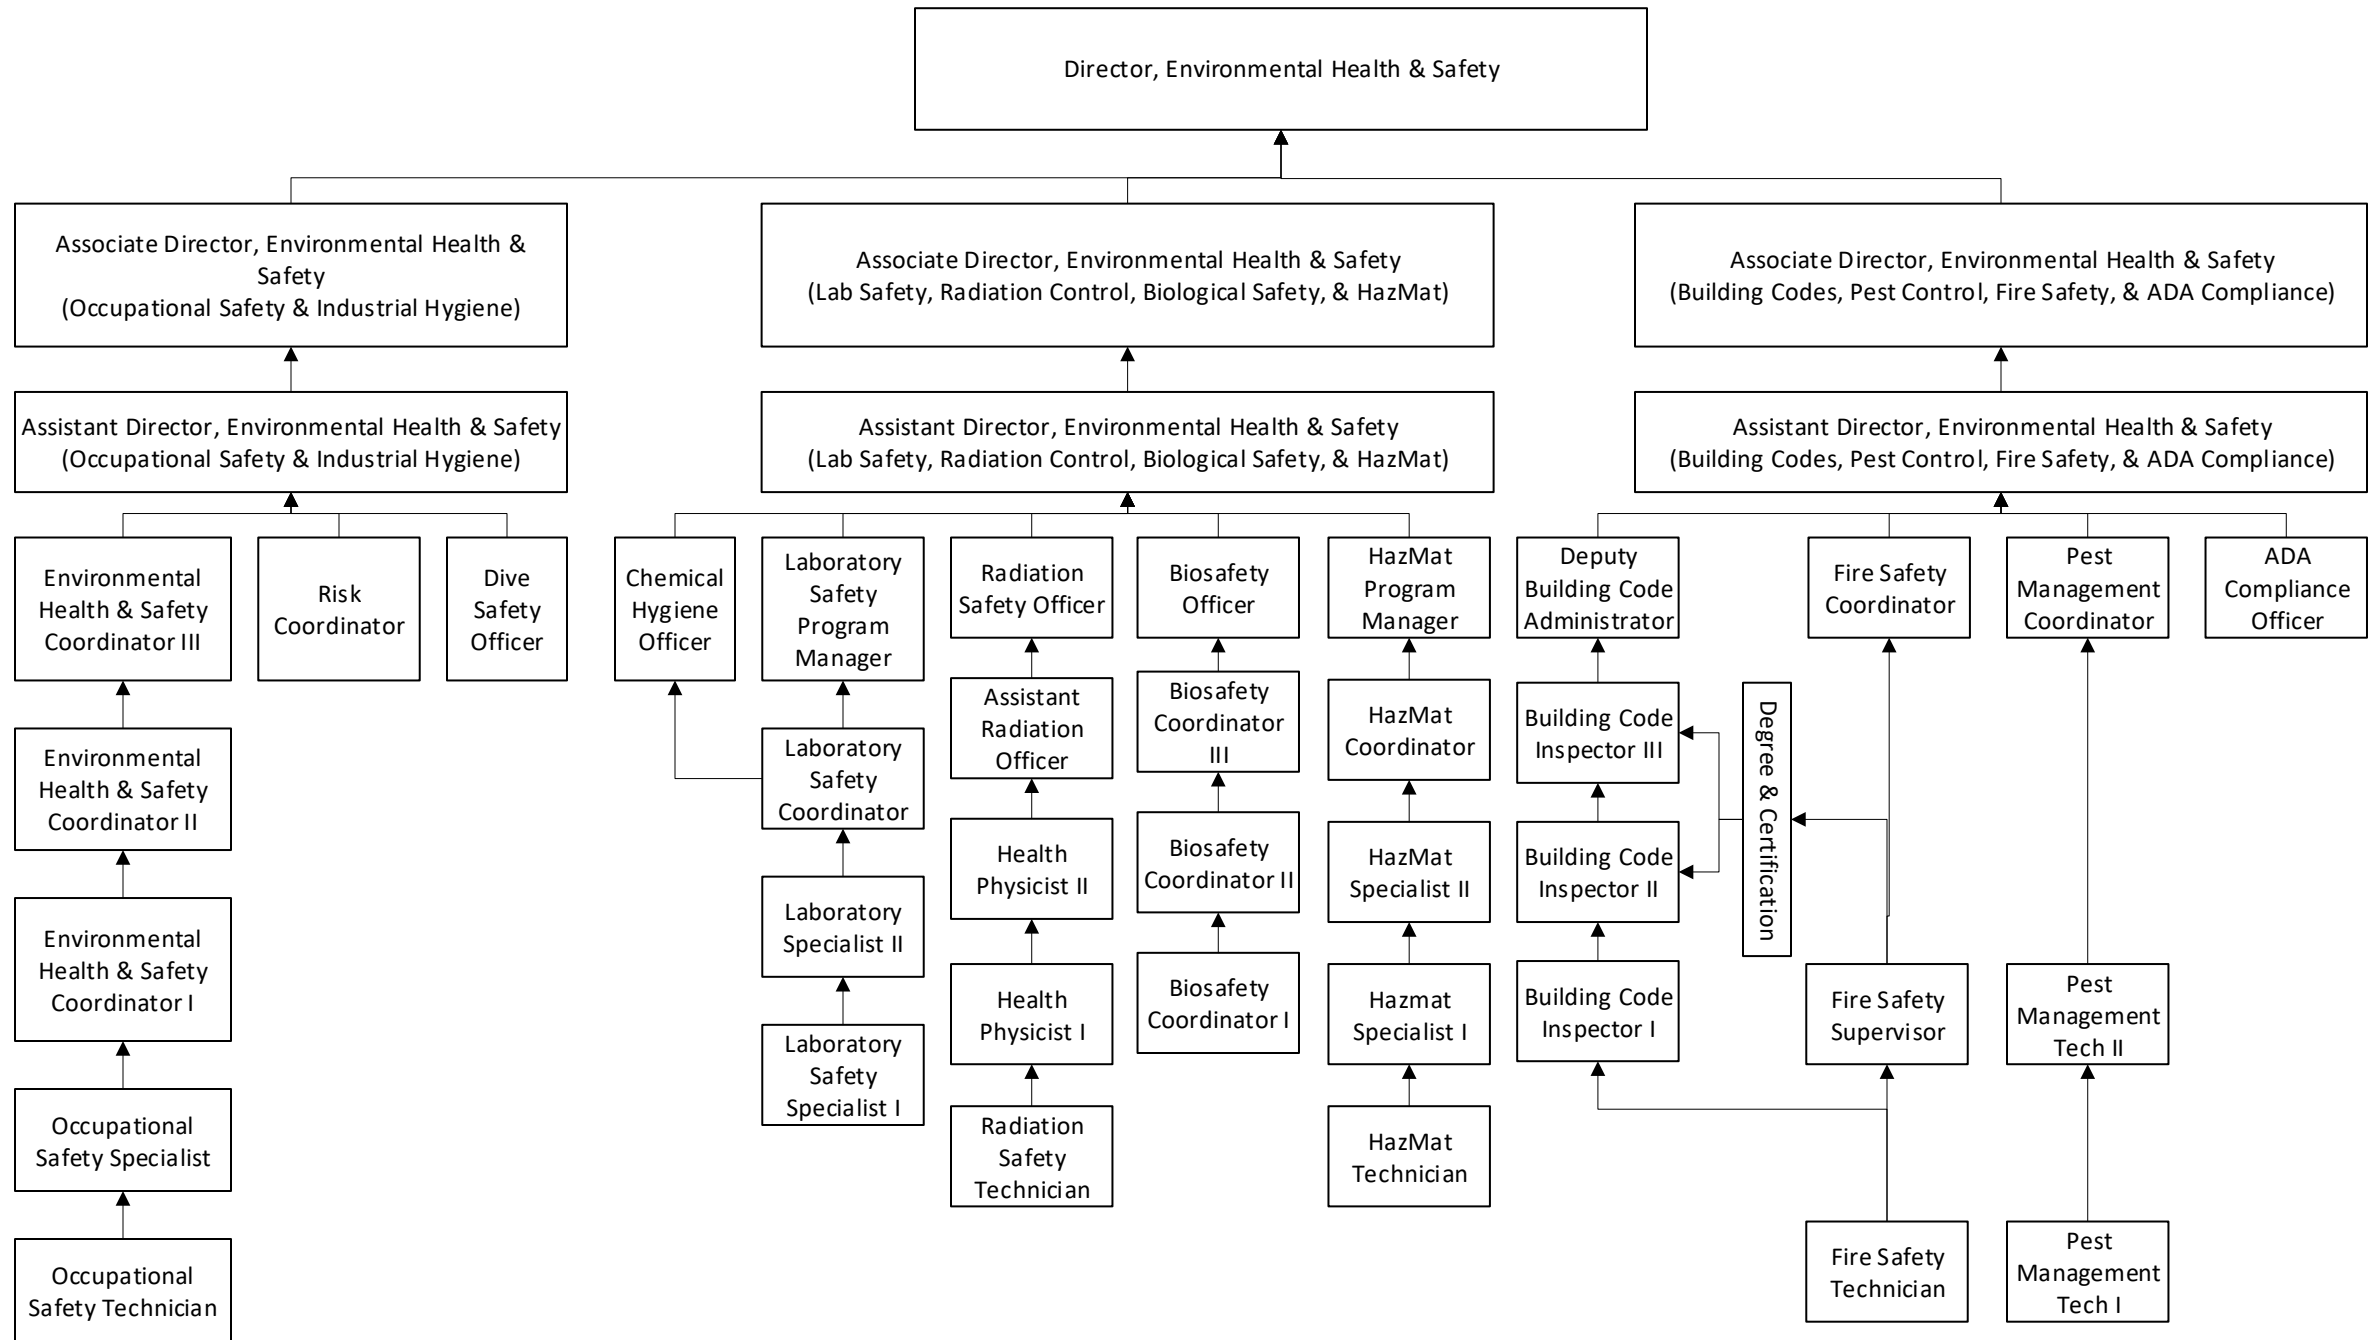 Director, Environmental Health & Safety
Associate Director, Environmental Health &
Safety
(Occupational Safety & Industrial Hygiene)
Associate Director, Environmental Health & Safety
(Lab Safety, Radiation Control, Biological Safety, & HazMat)
Associate Director, Environmental Health & Safety
(Building Codes, Pest Control, Fire Safety, & ADA Compliance)
Assistant Director, Environmental Health & Safety
(Occupational Safety & Industrial Hygiene)
Assistant Director, Environmental Health & Safety
(Lab Safety, Radiation Control, Biological Safety, & HazMat)
Assistant Director, Environmental Health & Safety
(Building Codes, Pest Control, Fire Safety, & ADA Compliance)
Environmental
Health & Safety
Coordinator III
Risk
Coordinator
Dive
Safety
Officer
Chemical
Hygiene
Officer
Laboratory
Safety
Program
Manager
Radiation
Safety Officer
Biosafety
Officer
HazMat
Program
Manager
Deputy
Building Code
Administrator
Fire Safety
Coordinator
Pest
Management
Coordinator
ADA
Compliance
Officer
Environmental
Health & Safety
Coordinator II
Laboratory
Safety
Coordinator
Assistant
Radiation
Officer
Biosafety
Coordinator
III
HazMat
Coordinator
Building Code
Inspector III
Degree & Certification
Environmental
Health & Safety
Coordinator I
Laboratory
Specialist II
Health
Physicist II
Biosafety
Coordinator II
HazMat
Specialist II
Building Code
Inspector II
Health
Physicist I
Biosafety
Coordinator I
Hazmat
Specialist I
Building Code
Inspector I
Fire Safety
Supervisor
Pest
Management
Tech II
Occupational
Safety Specialist
Laboratory
Safety
Specialist I
Radiation
Safety
Technician
HazMat
Technician
Occupational
Safety Technician
Fire Safety
Technician
Pest
Management
Tech I